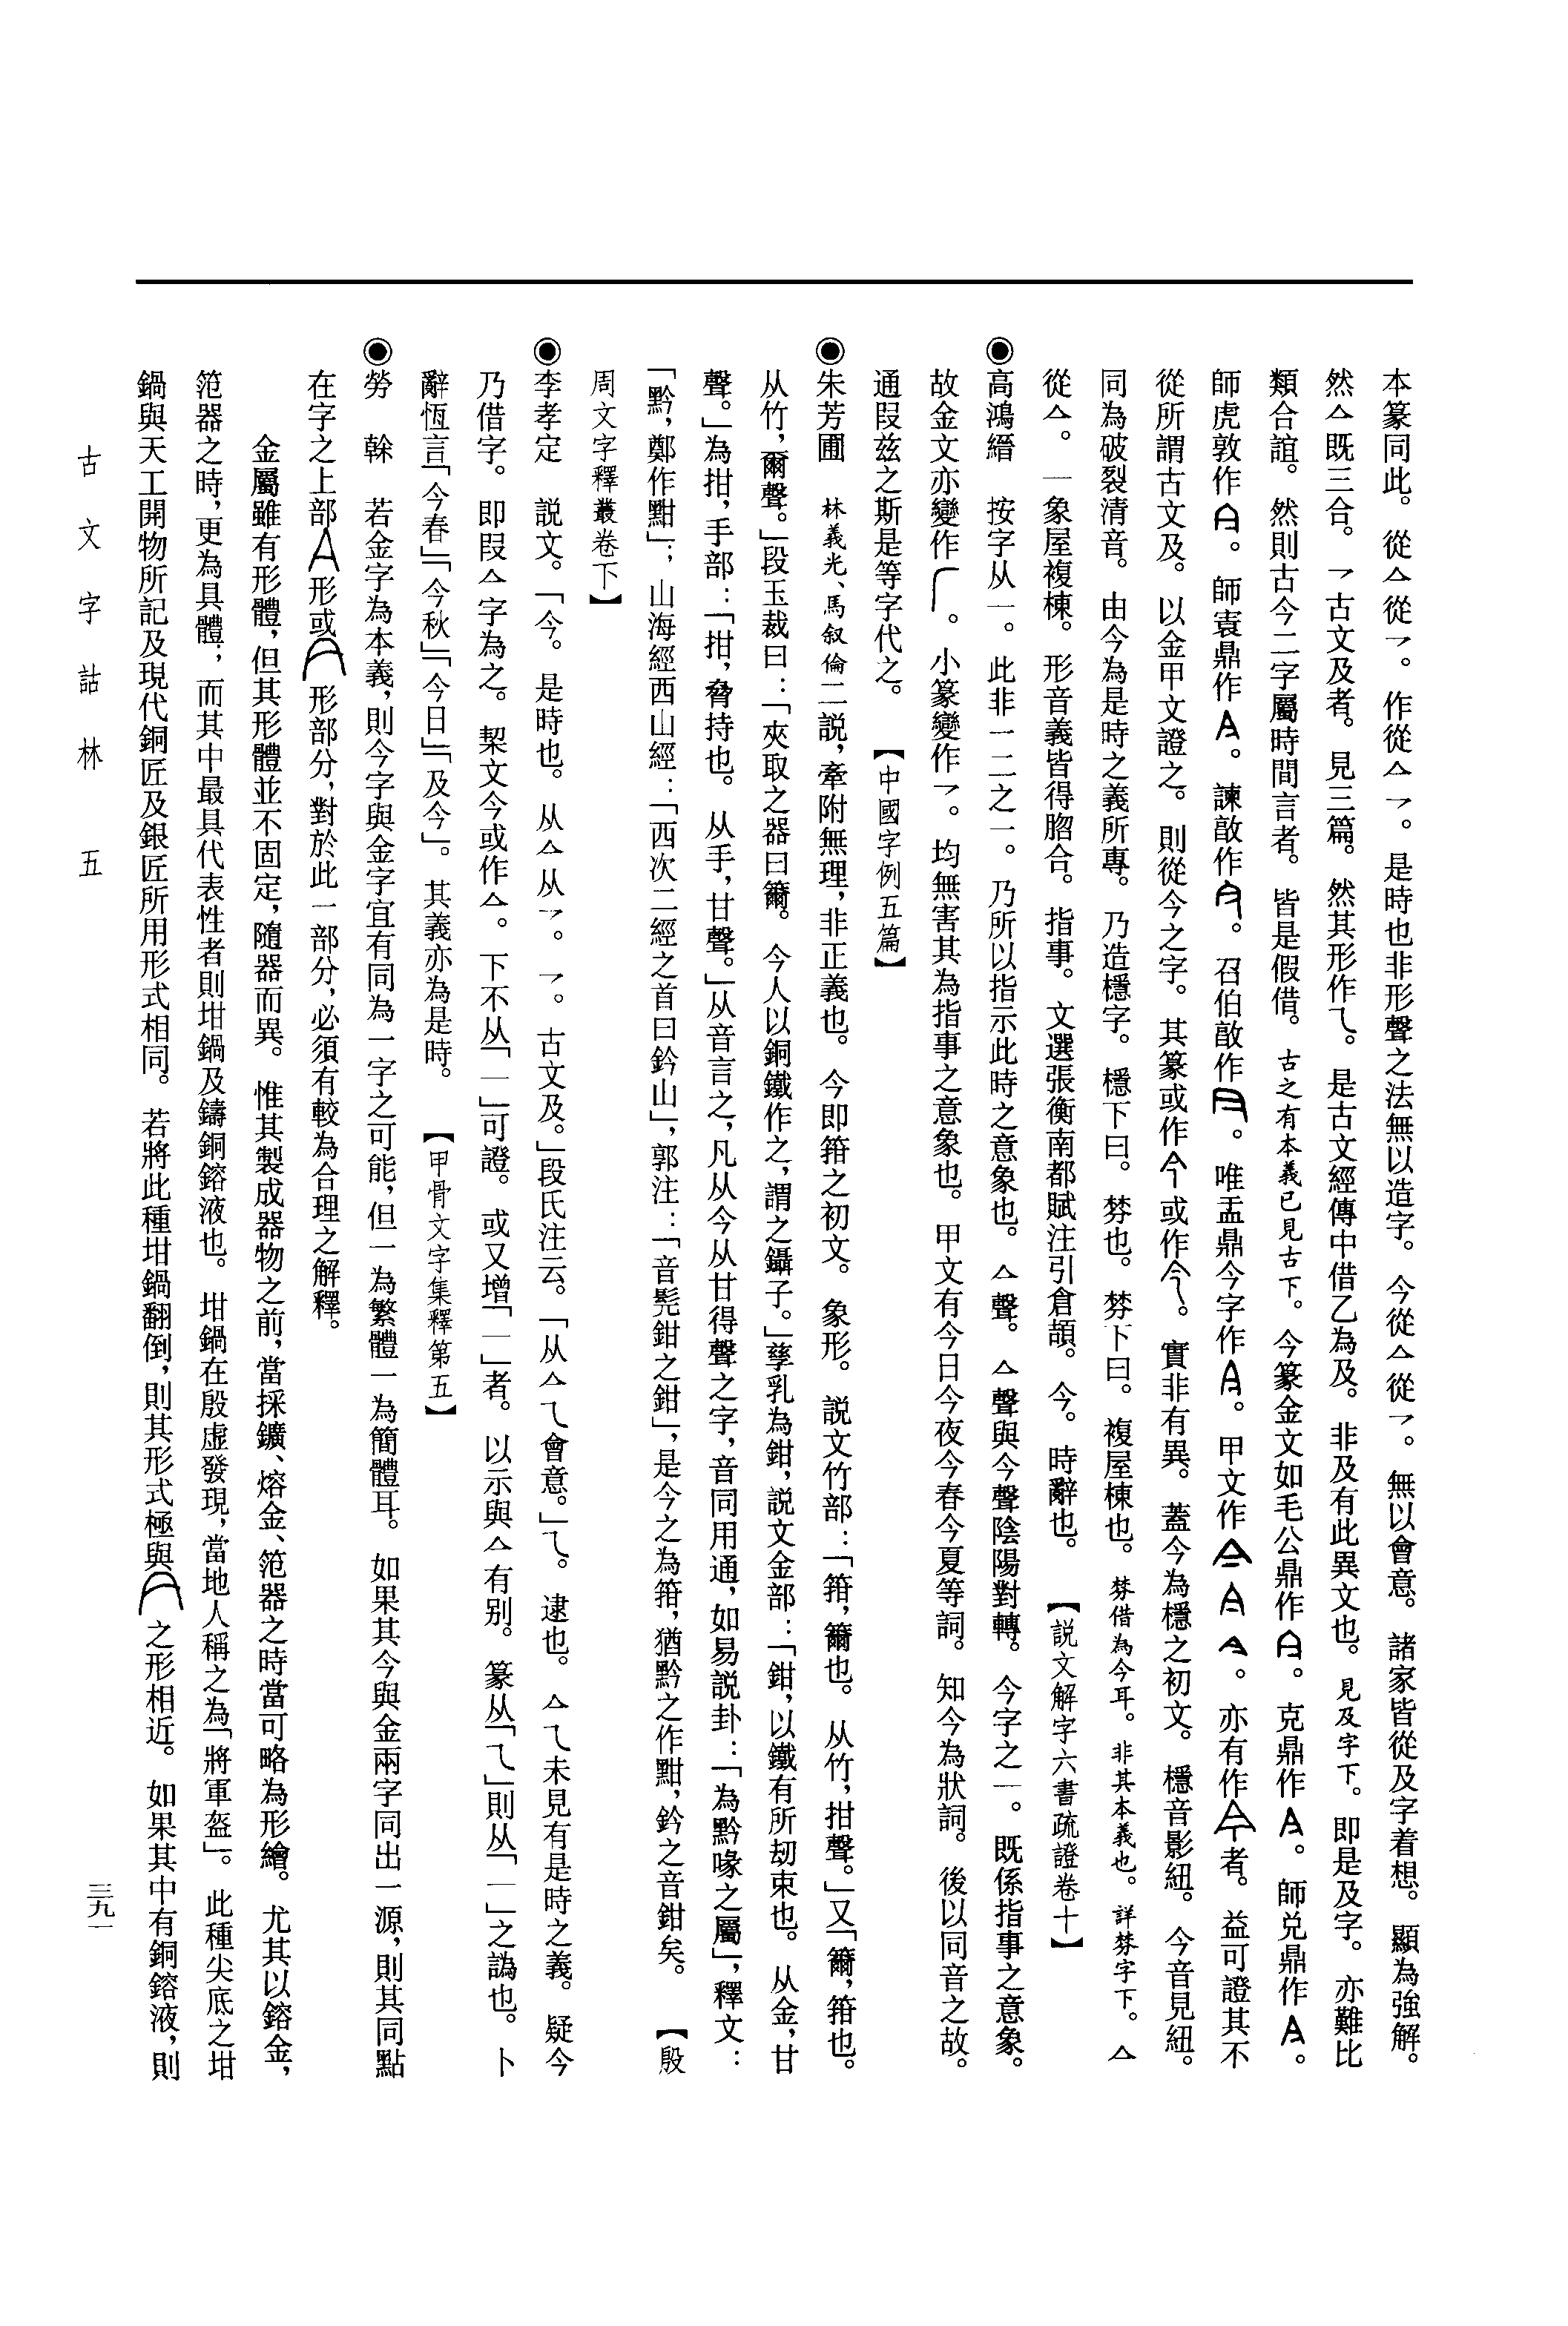 本篆同此。從亼從乛。作從亼乛。是時也非形聲之法無以造字。今從亼從乛。無以會意。諸家皆從及字着想。顯為強解。
然亼既三合。乛古文及者。見三篇。然其形作乁。是古文經傳中借乙為及。非及有此異文也。見及字下。即是及字。亦難比
類合誼。然則古今二字屬時間言者。皆是假借。古之有本義已見古下。今篆金文如毛公鼎作。克鼎作。師兑鼎作。
師虎敦作。師㝨鼎作。諫敃作。召伯敃作。唯盂鼎今字作。甲文作。亦有作者。益可證其不
從所謂古文及。以金甲文證之。則從今之字。其篆或作或作。實非有異。蓋今為檼之初文。檼音影紐。今音見紐。
同為破裂清音。由今為是時之義所專。乃造檼字。檼下曰。棼也。棼下曰。複屋棟也。棼借為今耳。非其本義也。詳棼字下。亼
從亼。一象屋複棟。形音義皆得脗合。指事。文選張衡南都賦注引倉頡。今。時辭也。【説文解字六書疏證卷十】
◉高鴻縉　按字从一。此非一二之一。乃所以指示此時之意象也。亼聲。亼聲與今聲陰陽對轉。今字之一。既係指事之意象。
故金文亦變作。小篆變作乛。均無害其為指事之意象也。甲文有今日今夜今春今夏等詞。知今為狀詞。後以同音之故。
通叚兹之斯是等字代之。【中國字例五篇】
◉朱芳圃　林義光、馬叙倫二説，牽附無理，非正義也。今即箝之初文。象形。説文竹部：「箝，籋也。从竹，拑聲。」又「籋，箝也。
从竹，爾聲。」段玉裁曰：「夾取之器曰籋。今人以銅鐵作之，謂之鑷子。」孳乳為鉗，説文金部：「鉗，以鐵有所劫束也。从金，甘
聲。」為拑，手部：「拑，脅持也。从手，甘聲。」从音言之，凡从今从甘得聲之字，音同用通，如易説卦：「為黔喙之屬」，釋文：
「黔，鄭作黚」；山海經西山經：「西次二經之首曰鈐山」，郭注：「音髡鉗之鉗」，是今之為箝，猶黔之作黚，鈐之音鉗矣。【殷
周文字釋叢卷下】
◉李孝定　説文。「今。是時也。从亼从乛。乛。古文及。」段氏注云。「从亼乁會意。」乁。逮也。亼乁未見有是時之義。疑今
乃借字。即叚亼字為之。栔文今或作亼。下不从「一」可證。或又增「一」者。以示與亼有别。篆从「乁」則从「一」之譌也。卜
辭恆言「今春」「今秋」「今日」「及今」。其義亦為是時。【甲骨文字集釋第五】
◉勞　榦　若金字為本義，則今字與金字宜有同為一字之可能，但一為繁體一為簡體耳。如果其今與金兩字同出一源，則其同點
在字之上部形或形部分，對於此一部分，必須有較為合理之解釋。
金屬雖有形體，但其形體並不固定，隨器而異。惟其製成器物之前，當採鑛、熔金、笵器之時當可略為形繪。尤其以鎔金，
笵器之時，更為具體；而其中最具代表性者則坩鍋及鑄銅鎔液也。坩鍋在殷虛發現，當地人稱之為「將軍盔」。此種尖底之坩
鍋與天工開物所記及現代銅匠及銀匠所用形式相同。若將此種坩鍋翻倒，則其形式極與之形相近。如果其中有銅鎔液，則
古文字詁林　五
三九一